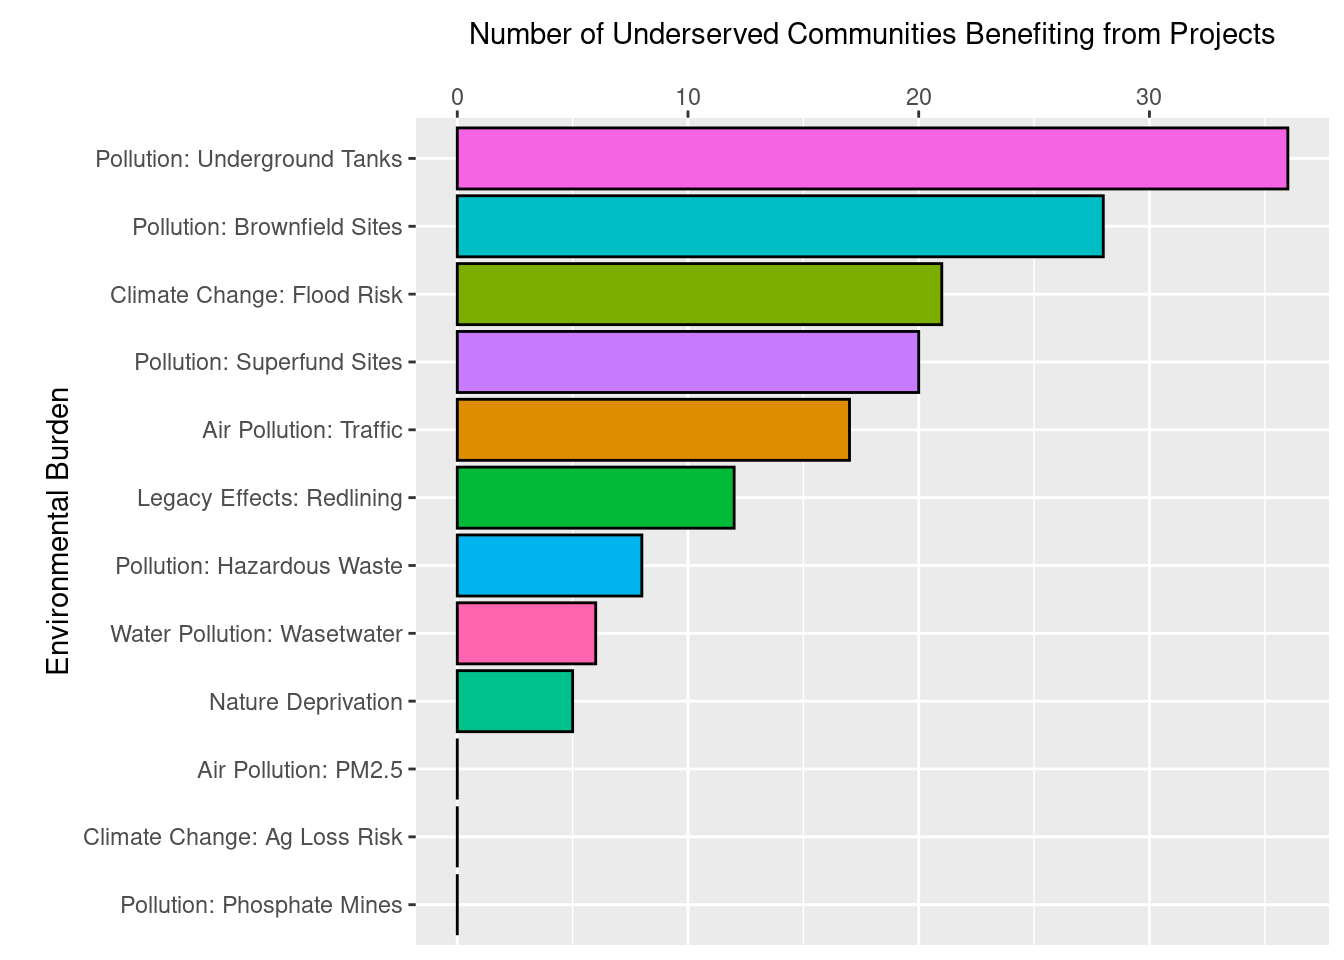 Number of Underserved Communities Benefiting from Projects
0 10 20 30
Pollution: Underground Tanks
Pollution: Brownfield Sites
Climate Change: Flood Risk
Pollution: Superfund Sites
Air Pollution: Traffic
Legacy Effects: Redlining
Pollution: Hazardous Waste
Water Pollution: Wasetwater
Nature Deprivation
Air Pollution: PM2.5
Climate Change: Ag Loss Risk
Pollution: Phosphate Mines
Environmental Burden